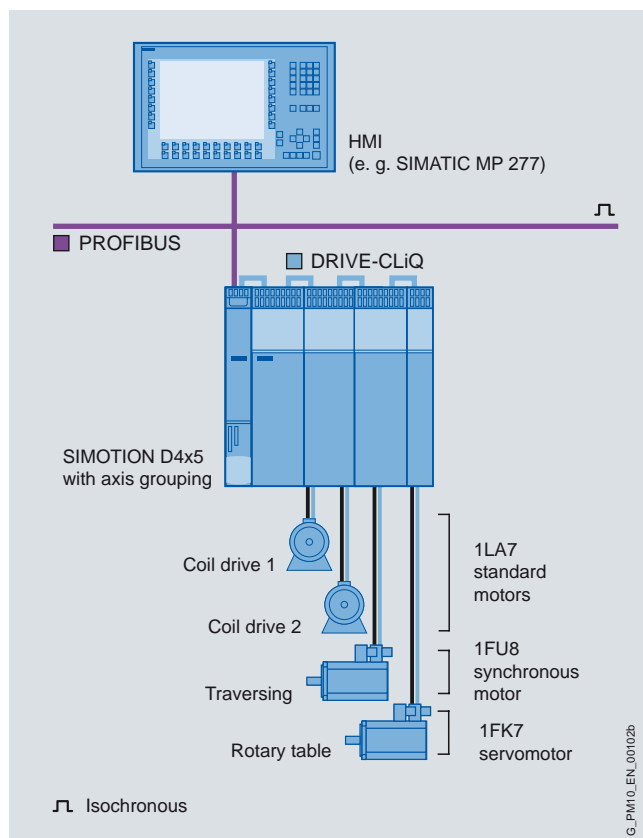 HMI
(e. g. SIMATIC MP 277)
PROFIBUS
DRIVE-CLiQ
SIMOTION D4x5
with axis grouping
Coil drive 1
Coil drive 2
1LA7
standard
motors
Traversing
1FU8
synchronous
motor
Rotary table
1FK7
servomotor
Isochronous
G_PM10_EN_00102b